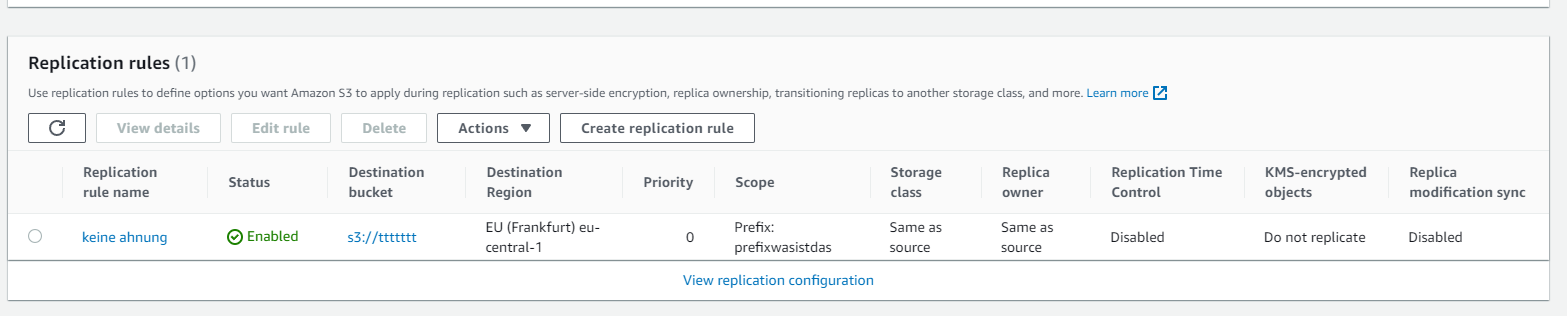 Replication rules (1)
Use replication rules to define options you want Amazon S3 to apply during replication such as server-side encryption, replica ownership, transitioning replicas to another storage class, and more. Learn more
View details Edit rule Delete Actions Create replication rule
Replication rule name Status Destination bucket Destination Region Priority Scope Storage class Replica owner Replication Time Control KMS-encrypted objects Replica modification sync
keine ahnung Enabled s3://ttttttt EU (Frankfurt) eu-central-1 0 Prefix: prefixwasistdas Same as source Same as source Disabled Do not replicate Disabled
View replication configuration